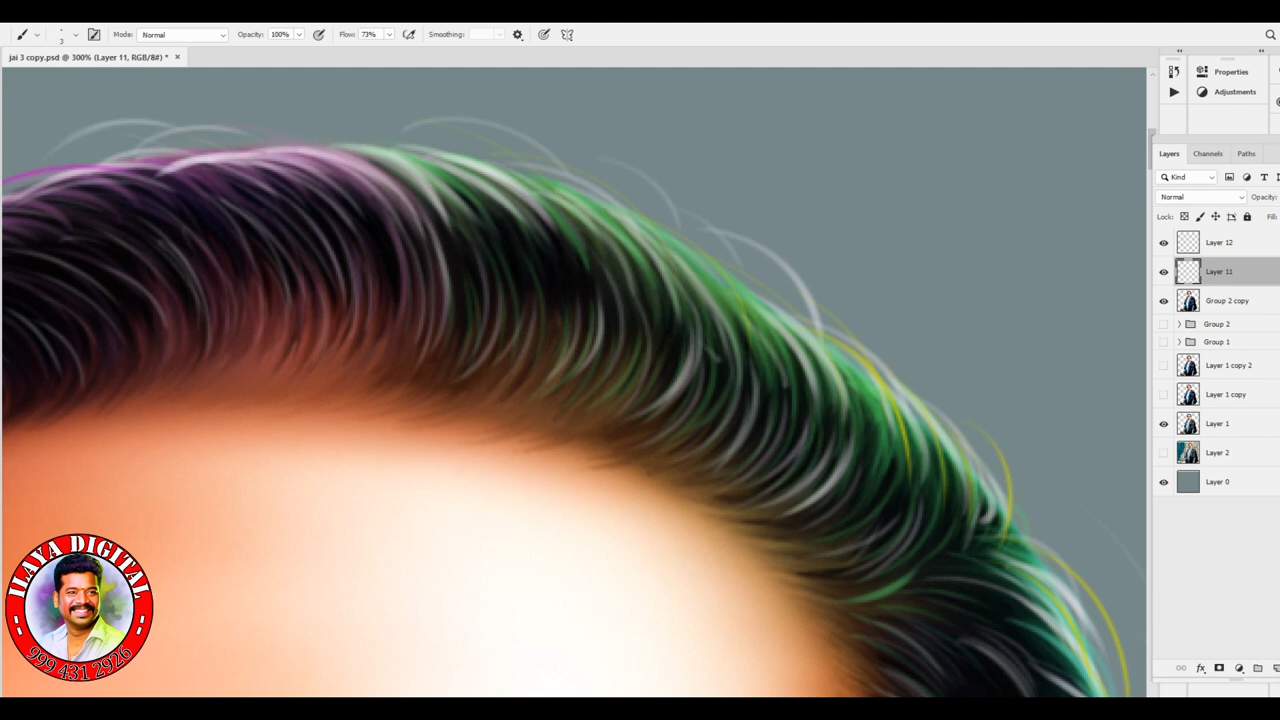 3
Mode: Normal
Opacity: 100%
Flow: 73%
Smoothing:
jai 3 copy.psd @ 300% (Layer 11, RGB/8#) *
Properties
Adjustments
Layers Channels Paths
Kind
Normal Opacity:
Lock: Fill:
Layer 12
Layer 11
Group 2 copy
Group 2
Group 1
Layer 1 copy 2
Layer 1 copy
Layer 1
Layer 2
Layer 0
fx
ILAYA DIGITAL
999 431 2926